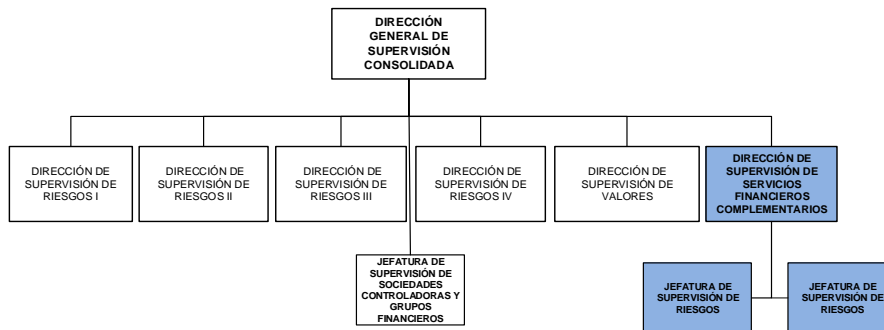 DIRECCIÓN
GENERAL DE
SUPERVISIÓN
CONSOLIDADA
DIRECCIÓN DE
SUPERVISIÓN DE
RIESGOS I
DIRECCIÓN DE
SUPERVISIÓN DE
RIESGOS II
DIRECCIÓN DE
SUPERVISIÓN DE
RIESGOS III
DIRECCIÓN DE
SUPERVISIÓN DE
RIESGOS IV
DIRECCIÓN DE
SUPERVISIÓN DE
VALORES
DIRECCIÓN DE
SUPERVISIÓN DE
SERVICIOS
FINANCIEROS
COMPLEMENTARIOS
JEFATURA DE
SUPERVISIÓN DE
SOCIEDADES
CONTROLADORAS Y
GRUPOS
FINANCIEROS
JEFATURA DE
SUPERVISIÓN DE
RIESGOS
JEFATURA DE
SUPERVISIÓN DE
RIESGOS